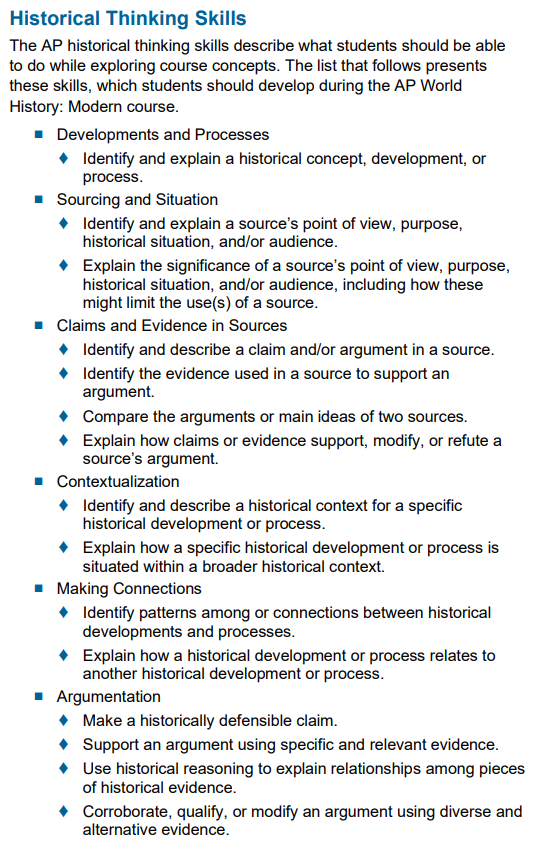 Historical Thinking Skills
The AP historical thinking skills describe what students should be able
to do while exploring course concepts. The list that follows presents
these skills, which students should develop during the AP World
History: Modern course.
■ Developments and Processes
♦ Identify and explain a historical concept, development, or
process.
■ Sourcing and Situation
♦ Identify and explain a source’s point of view, purpose,
historical situation, and/or audience.
♦ Explain the significance of a source’s point of view, purpose,
historical situation, and/or audience, including how these
might limit the use(s) of a source.
■ Claims and Evidence in Sources
♦ Identify and describe a claim and/or argument in a source.
♦ Identify the evidence used in a source to support an
argument.
♦ Compare the arguments or main ideas of two sources.
♦ Explain how claims or evidence support, modify, or refute a
source’s argument.
■ Contextualization
♦ Identify and describe a historical context for a specific
historical development or process.
♦ Explain how a specific historical development or process is
situated within a broader historical context.
■ Making Connections
♦ Identify patterns among or connections between historical
developments and processes.
♦ Explain how a historical development or process relates to
another historical development or process.
■ Argumentation
♦ Make a historically defensible claim.
♦ Support an argument using specific and relevant evidence.
♦ Use historical reasoning to explain relationships among pieces
of historical evidence.
♦ Corroborate, qualify, or modify an argument using diverse and
alternative evidence.